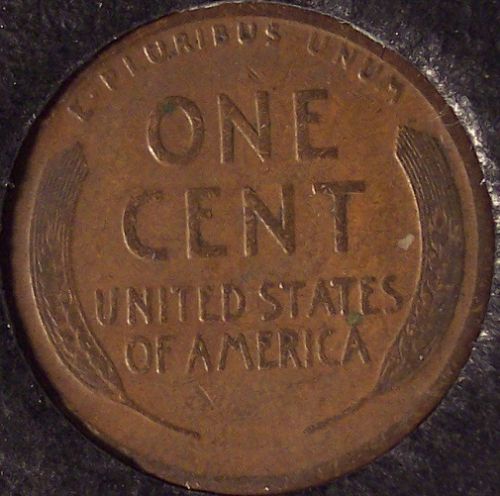 E·PLURIBUS UNUM
ONE
CENT
UNITED STATES
OF AMERICA